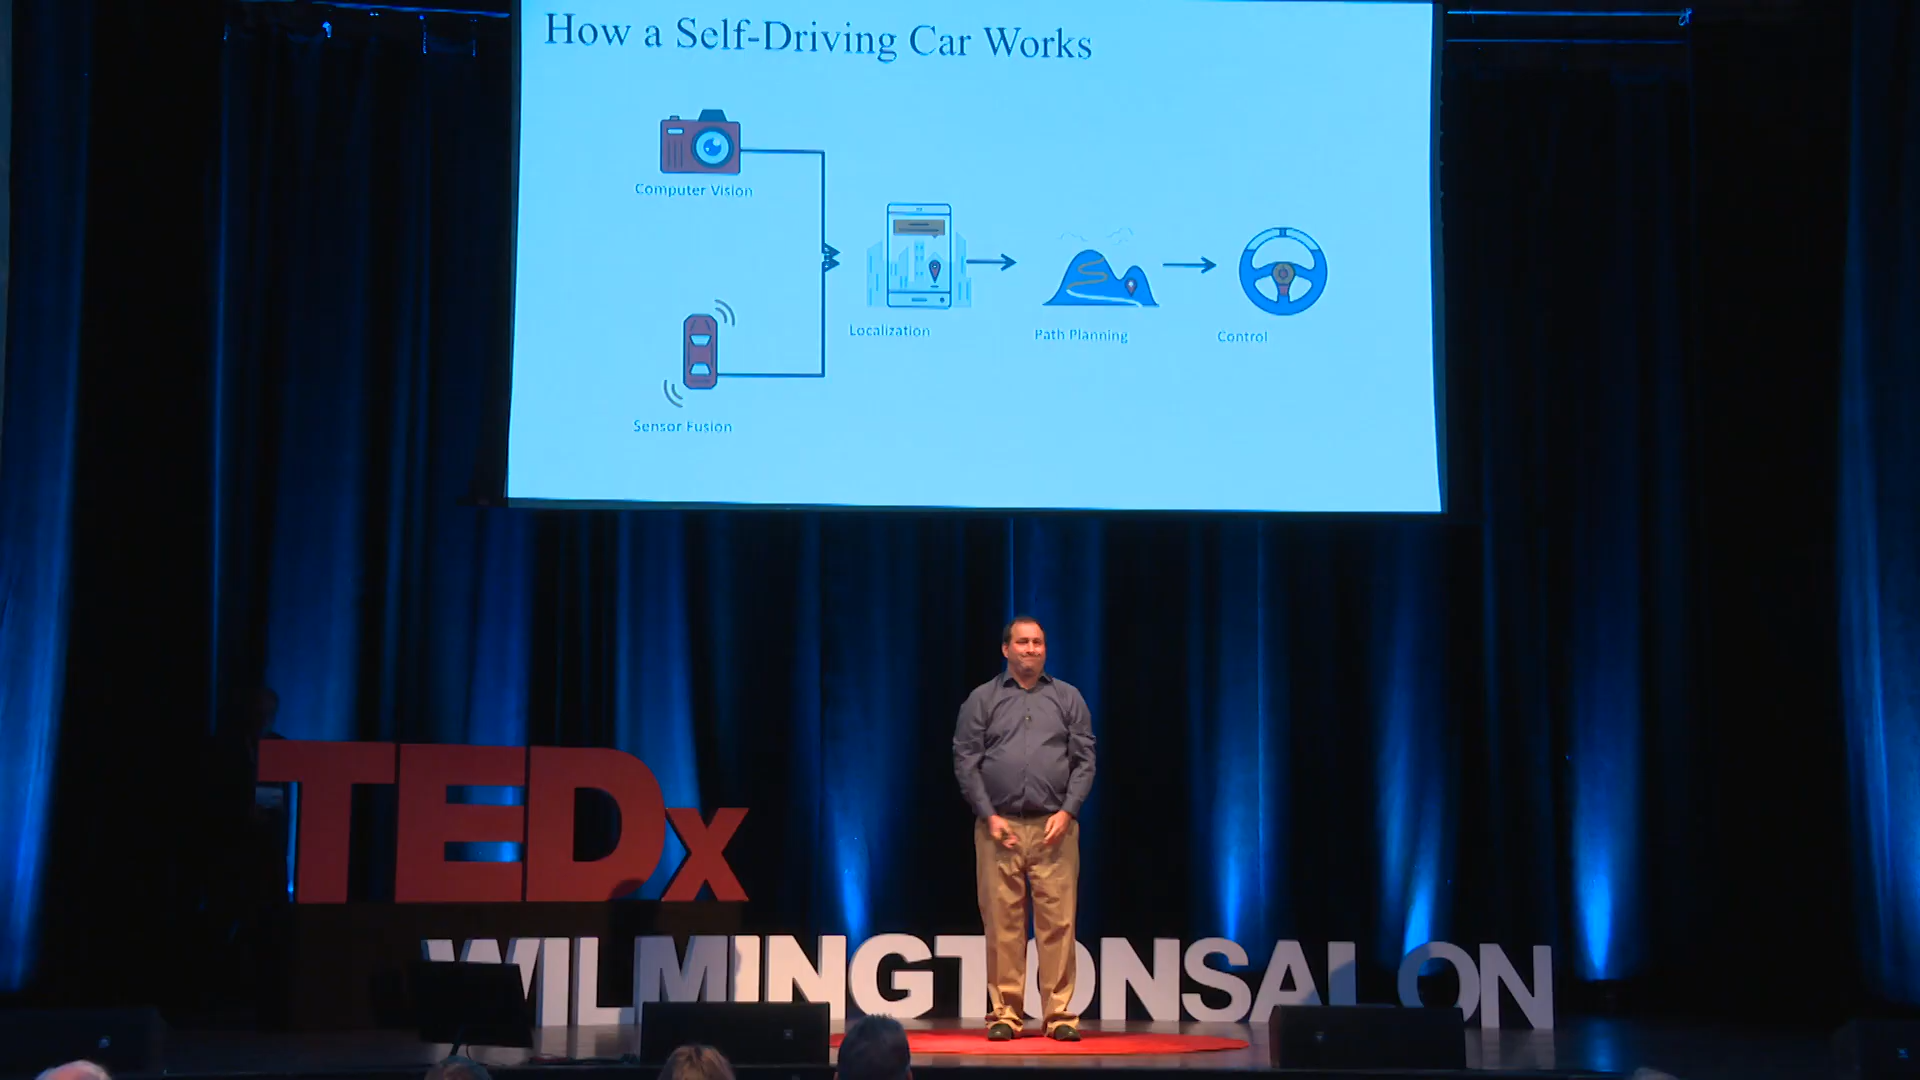 How a Self-Driving Car Works
Computer Vision
Localization
Path Planning
Control
Sensor Fusion
TEDx
WILMINGTONSALON